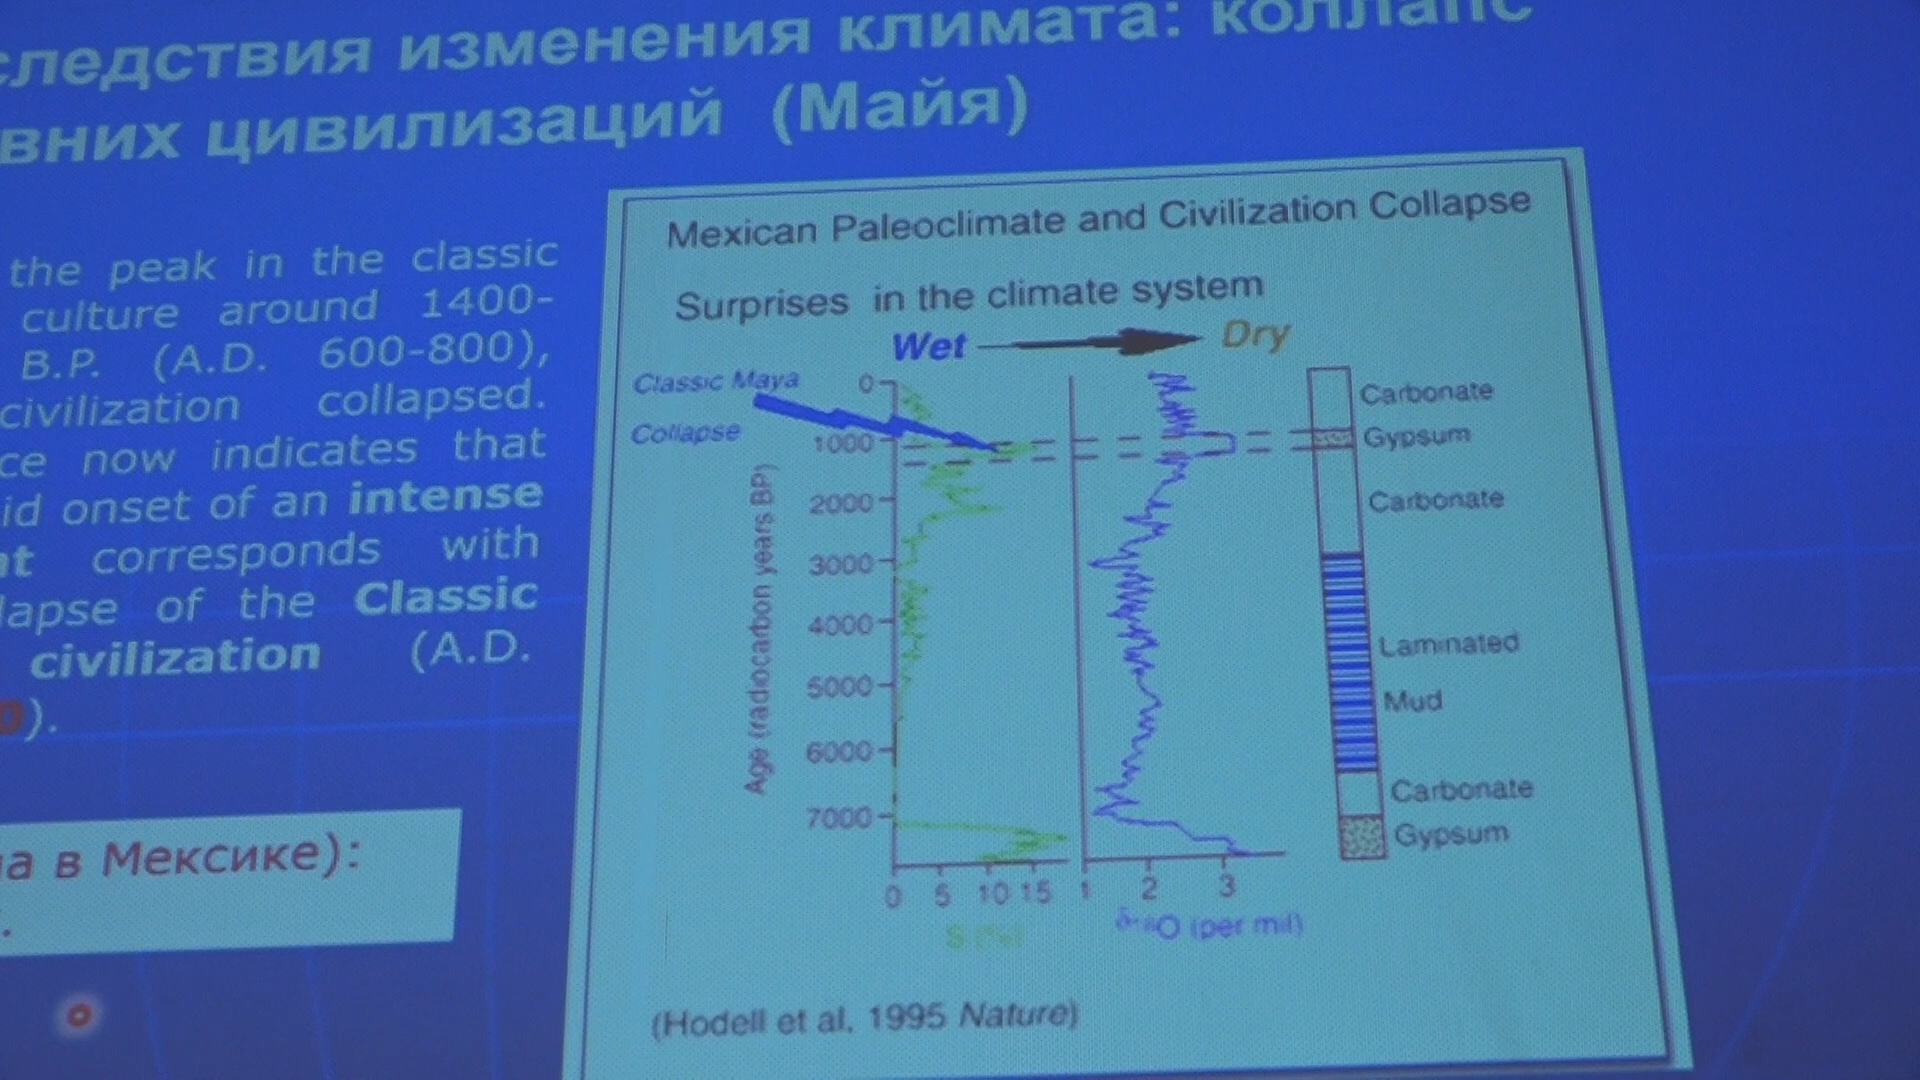 следствия изменения климата: коллапс
вних цивилизаций (Майя)
the peak in the classic
culture around 1400-
B.P. (A.D. 600-800),
civilization collapsed.
ce now indicates that
id onset of an intense
corresponds with
lapse of the Classic
civilization (A.D.
).
а в Мексике):
Mexican Paleoclimate and Civilization Collapse
Surprises in the climate system
Wet Dry
Classic Maya
Collapse
Age (radiocarbon years BP)
0
1000
2000
3000
4000
5000
6000
7000
0 5 10 15
S (%)
1 2 3
δ¹⁸O (per mil)
Carbonate
Gypsum
Carbonate
Laminated
Mud
Carbonate
Gypsum
(Hodell et al, 1995 Nature)